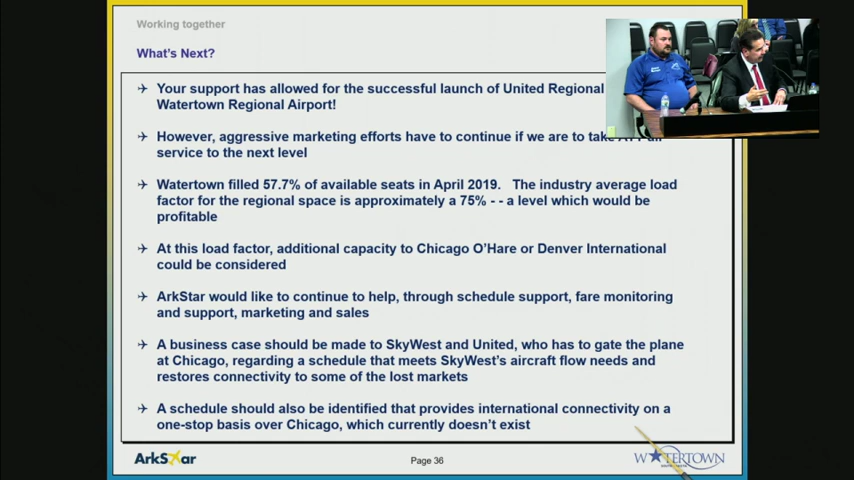 Working together
What's Next?
Your support has allowed for the successful launch of United Regional
Watertown Regional Airport!
However, aggressive marketing efforts have to continue if we are to take
service to the next level
Watertown filled 57.7% of available seats in April 2019. The industry average load
factor for the regional space is approximately a 75% - - a level which would be
profitable
At this load factor, additional capacity to Chicago O'Hare or Denver International
could be considered
ArkStar would like to continue to help, through schedule support, fare monitoring
and support, marketing and sales
A business case should be made to SkyWest and United, who has to gate the plane
at Chicago, regarding a schedule that meets SkyWest's aircraft flow needs and
restores connectivity to some of the lost markets
A schedule should also be identified that provides international connectivity on a
one-stop basis over Chicago, which currently doesn't exist
ArkStar
Page 36
WATERTOWN